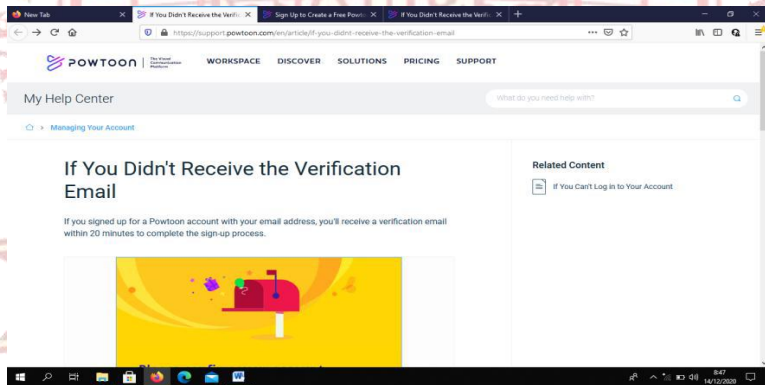 New Tab
If You Didn't Receive the Verific
Sign Up to Create a Free Powto
If You Didn't Receive the Verific
https://support.powtoon.com/en/article/if-you-didnt-receive-the-verification-email
POWTOON
The Visual Communication Platform
WORKSPACE DISCOVER SOLUTIONS PRICING SUPPORT
My Help Center
What do you need help with?
Managing Your Account
If You Didn't Receive the Verification
Email
If you signed up for a Powtoon account with your email address, you'll receive a verification email
within 20 minutes to complete the sign-up process.
Related Content
If You Can't Log in to Your Account
8:47
14/12/2020